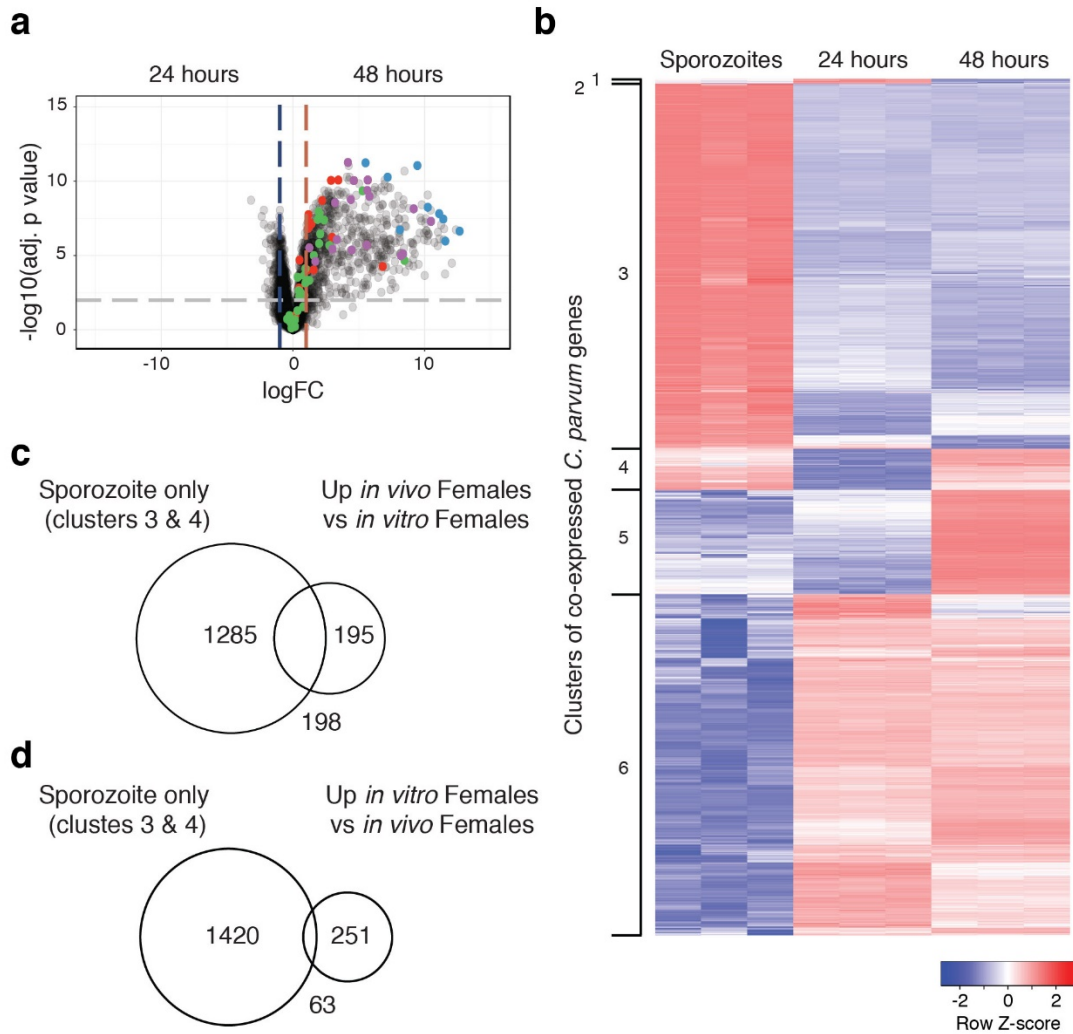 a
24 hours
48 hours
15
10
5
0
-log10(adj. p value)
-10
0
10
logFC
b
Sporozoites
24 hours
48 hours
1
2
3
4
5
6
Clusters of co-expressed C. parvum genes
-2
0
2
Row Z-score
c
Sporozoite only
(clusters 3 & 4)
Up in vivo Females
vs in vitro Females
1285
195
198
d
Sporozoite only
(clustes 3 & 4)
Up in vitro Females
vs in vivo Females
1420
251
63